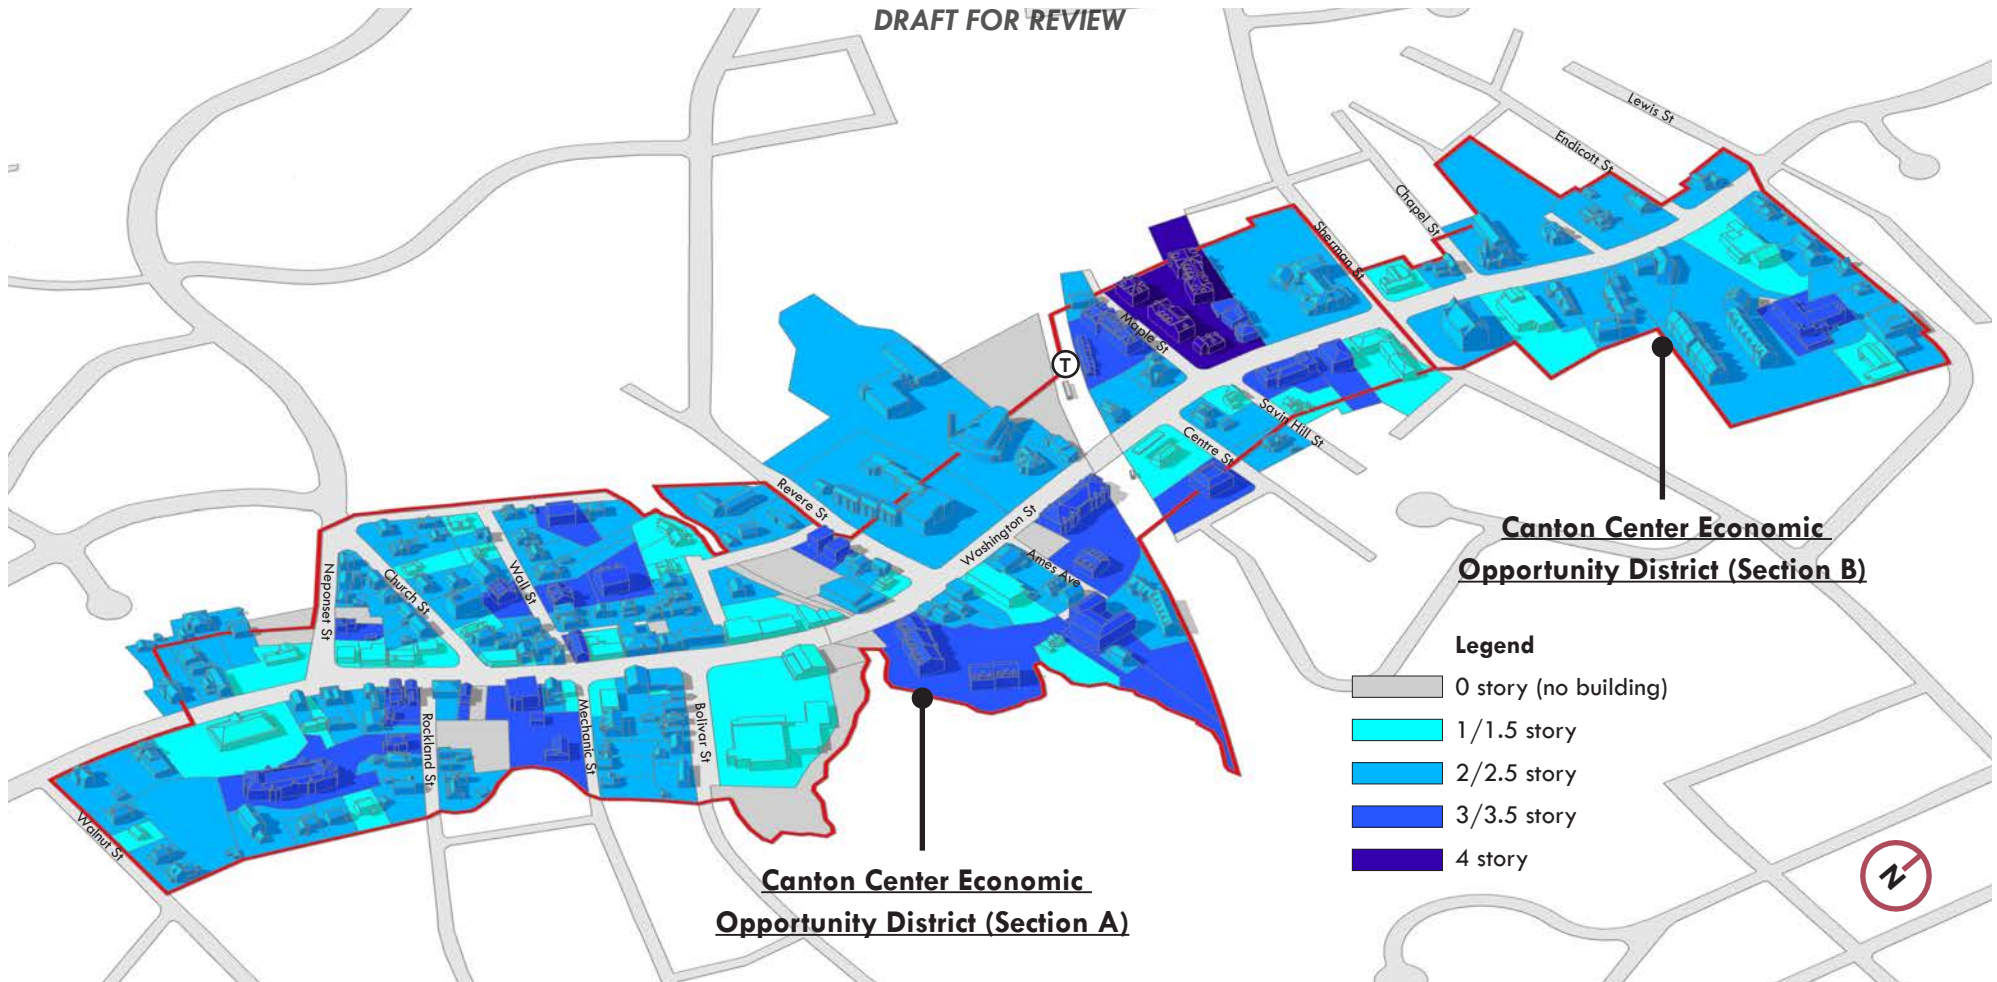 DRAFT FOR REVIEW
Lewis St
Endicott St
Chapel St
Sherman St
Maple St
T
Savin Hill St
Centre St
Revere St
Washington St
Ames Ave
Neponset St
Church St
Wall St
Rockland St
Mechanic St
Bolivar St
Walnut St
Canton Center Economic
Opportunity District (Section B)
Canton Center Economic
Opportunity District (Section A)
Legend
0 story (no building)
1/1.5 story
2/2.5 story
3/3.5 story
4 story
N